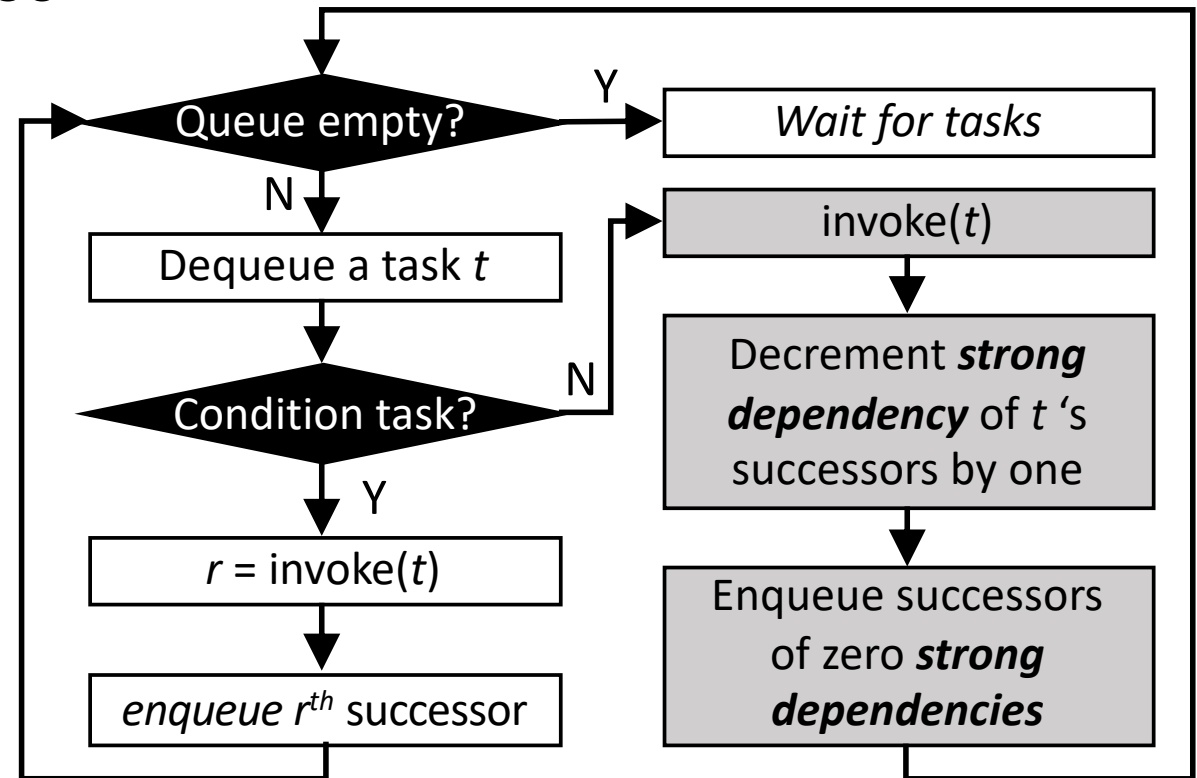 Queue empty?
Y
Wait for tasks
N
Dequeue a task t
invoke(t)
Condition task?
N
Decrement strong
dependency of t ‘s
successors by one
Y
r = invoke(t)
enqueue rth successor
Enqueue successors
of zero strong
dependencies